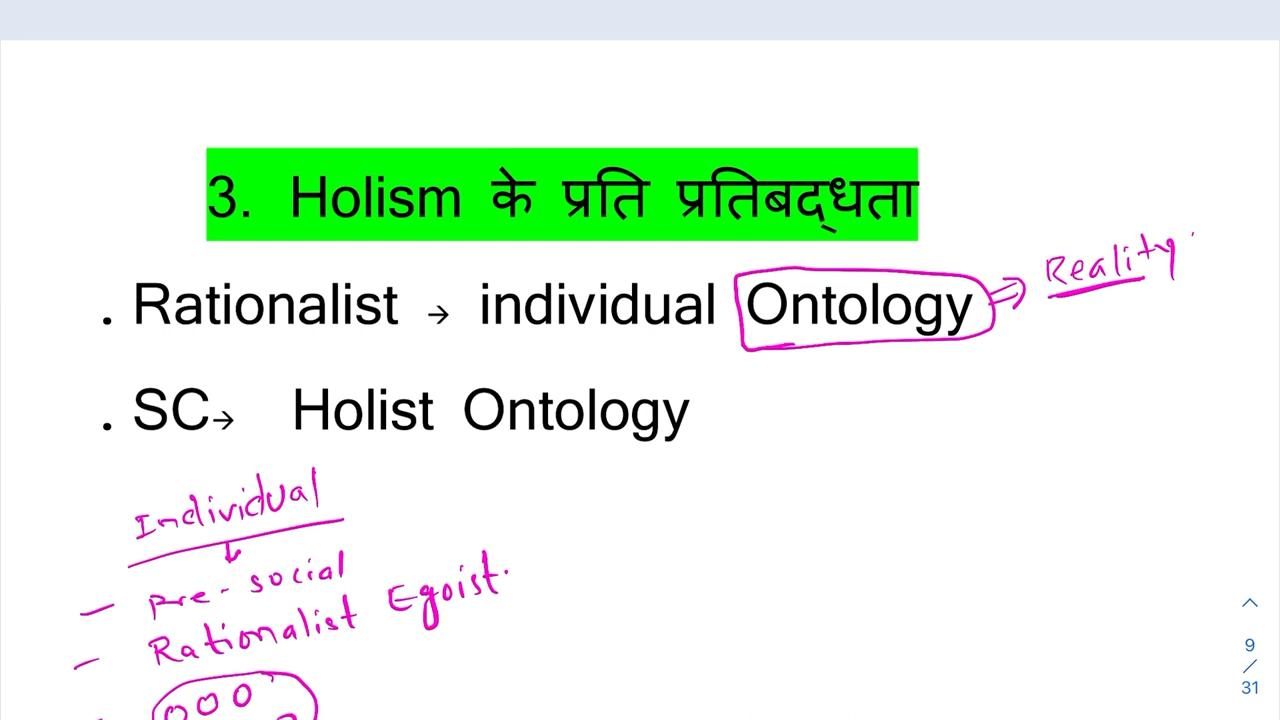 3. Holism के प्रति प्रतिबद्धता
. Rationalist → individual Ontology ⇒ Reality.
. SC→ Holist Ontology
Individual
↓
- Pre-social
- Rationalist Egoist.
9
/
31